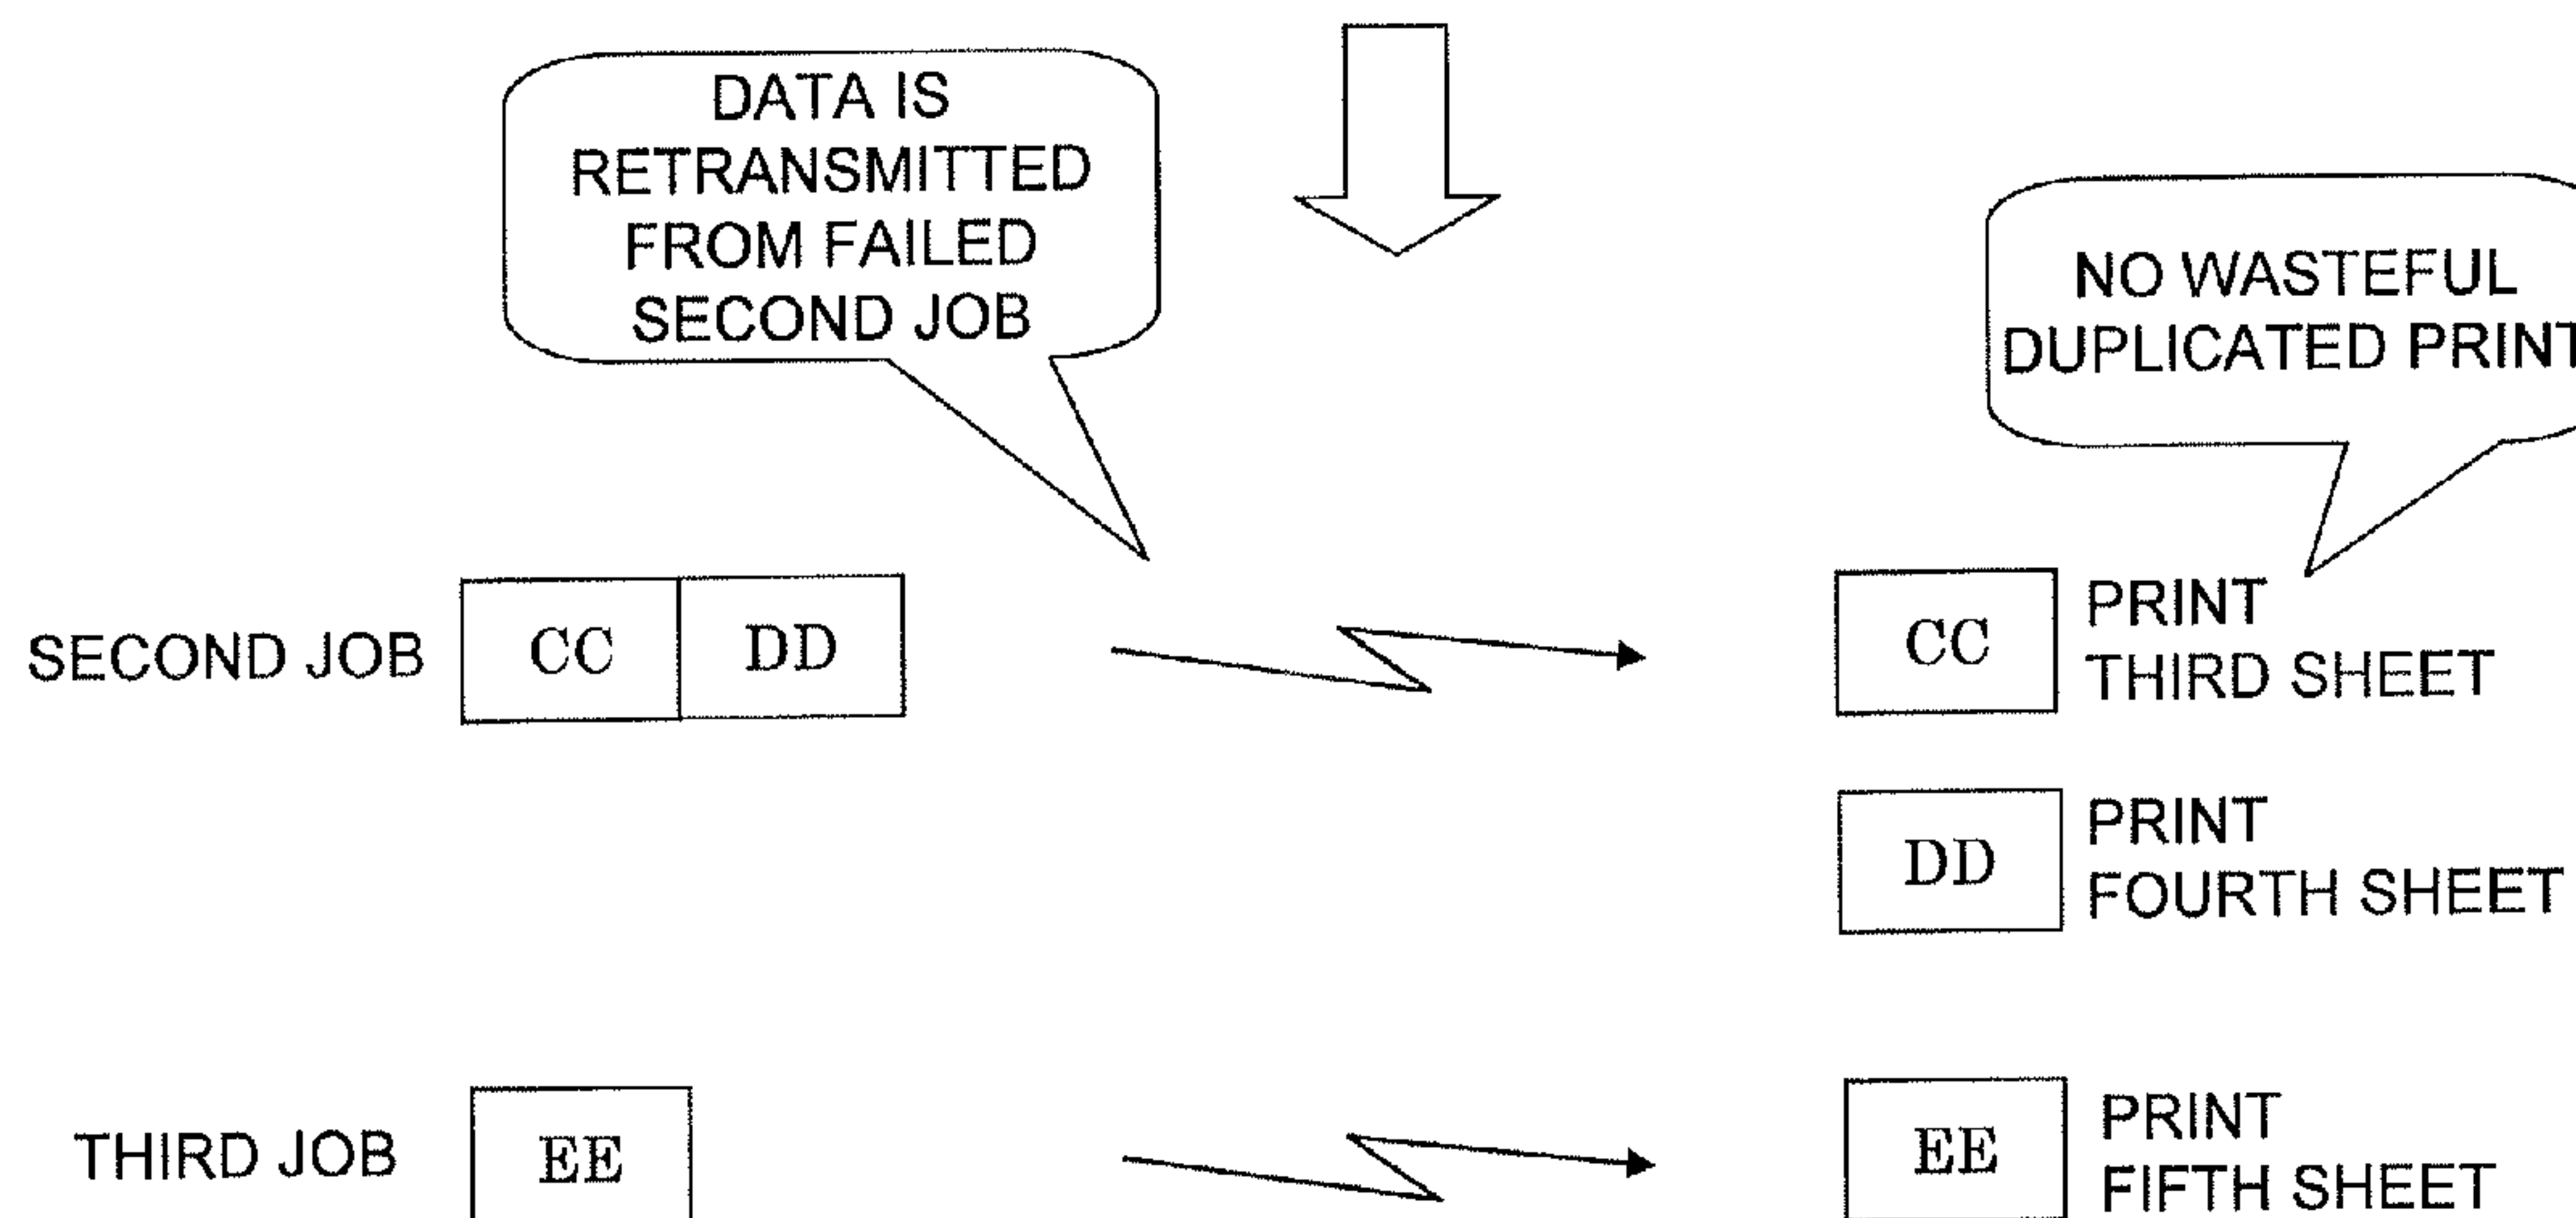 DATA IS
RETRANSMITTED
FROM FAILED
SECOND JOB
NO WASTEFUL
DUPLICATED PRINT
SECOND JOB
CC
DD
CC
PRINT
THIRD SHEET
DD
PRINT
FOURTH SHEET
THIRD JOB
EE
EE
PRINT
FIFTH SHEET